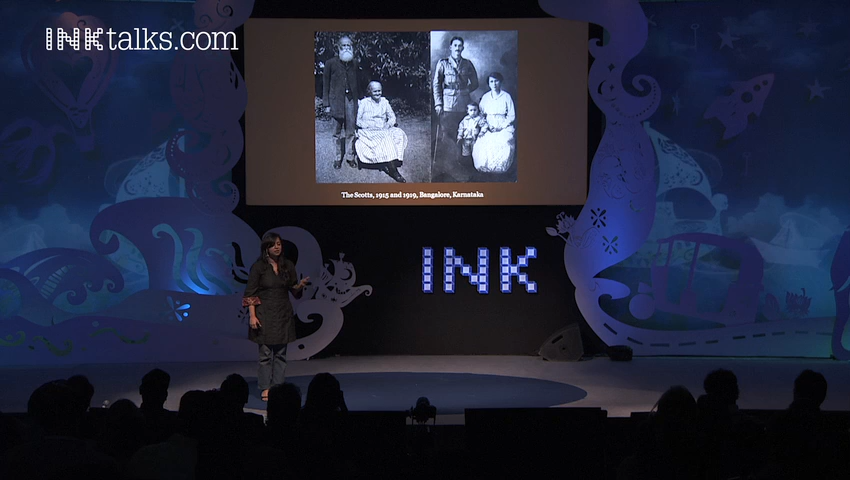 INKtalks.com
The Scotts, 1915 and 1919, Bangalore, Karnataka
INK